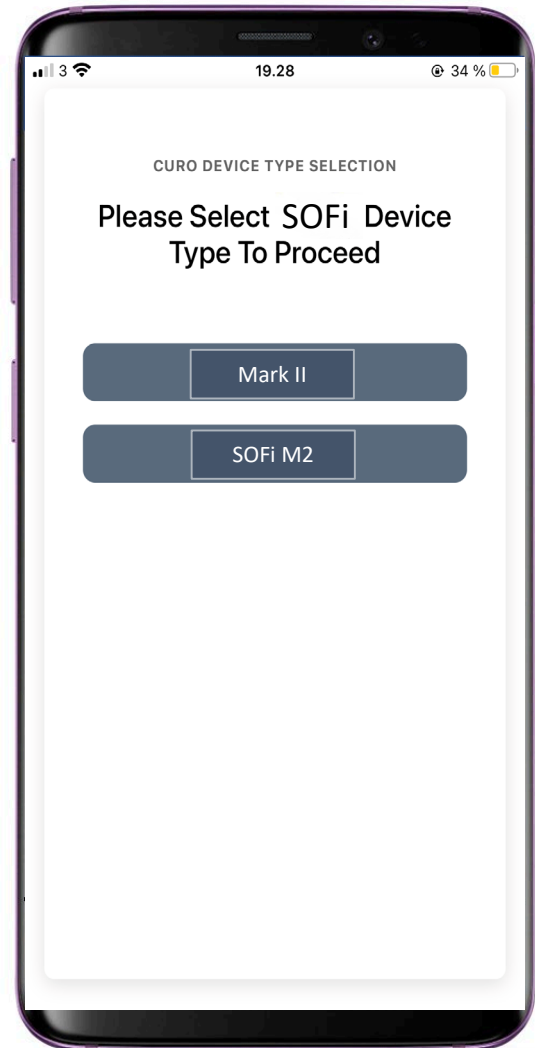 3 19.28 34 %
CURO DEVICE TYPE SELECTION
Please Select SOFi Device
Type To Proceed
Mark II
SOFi M2